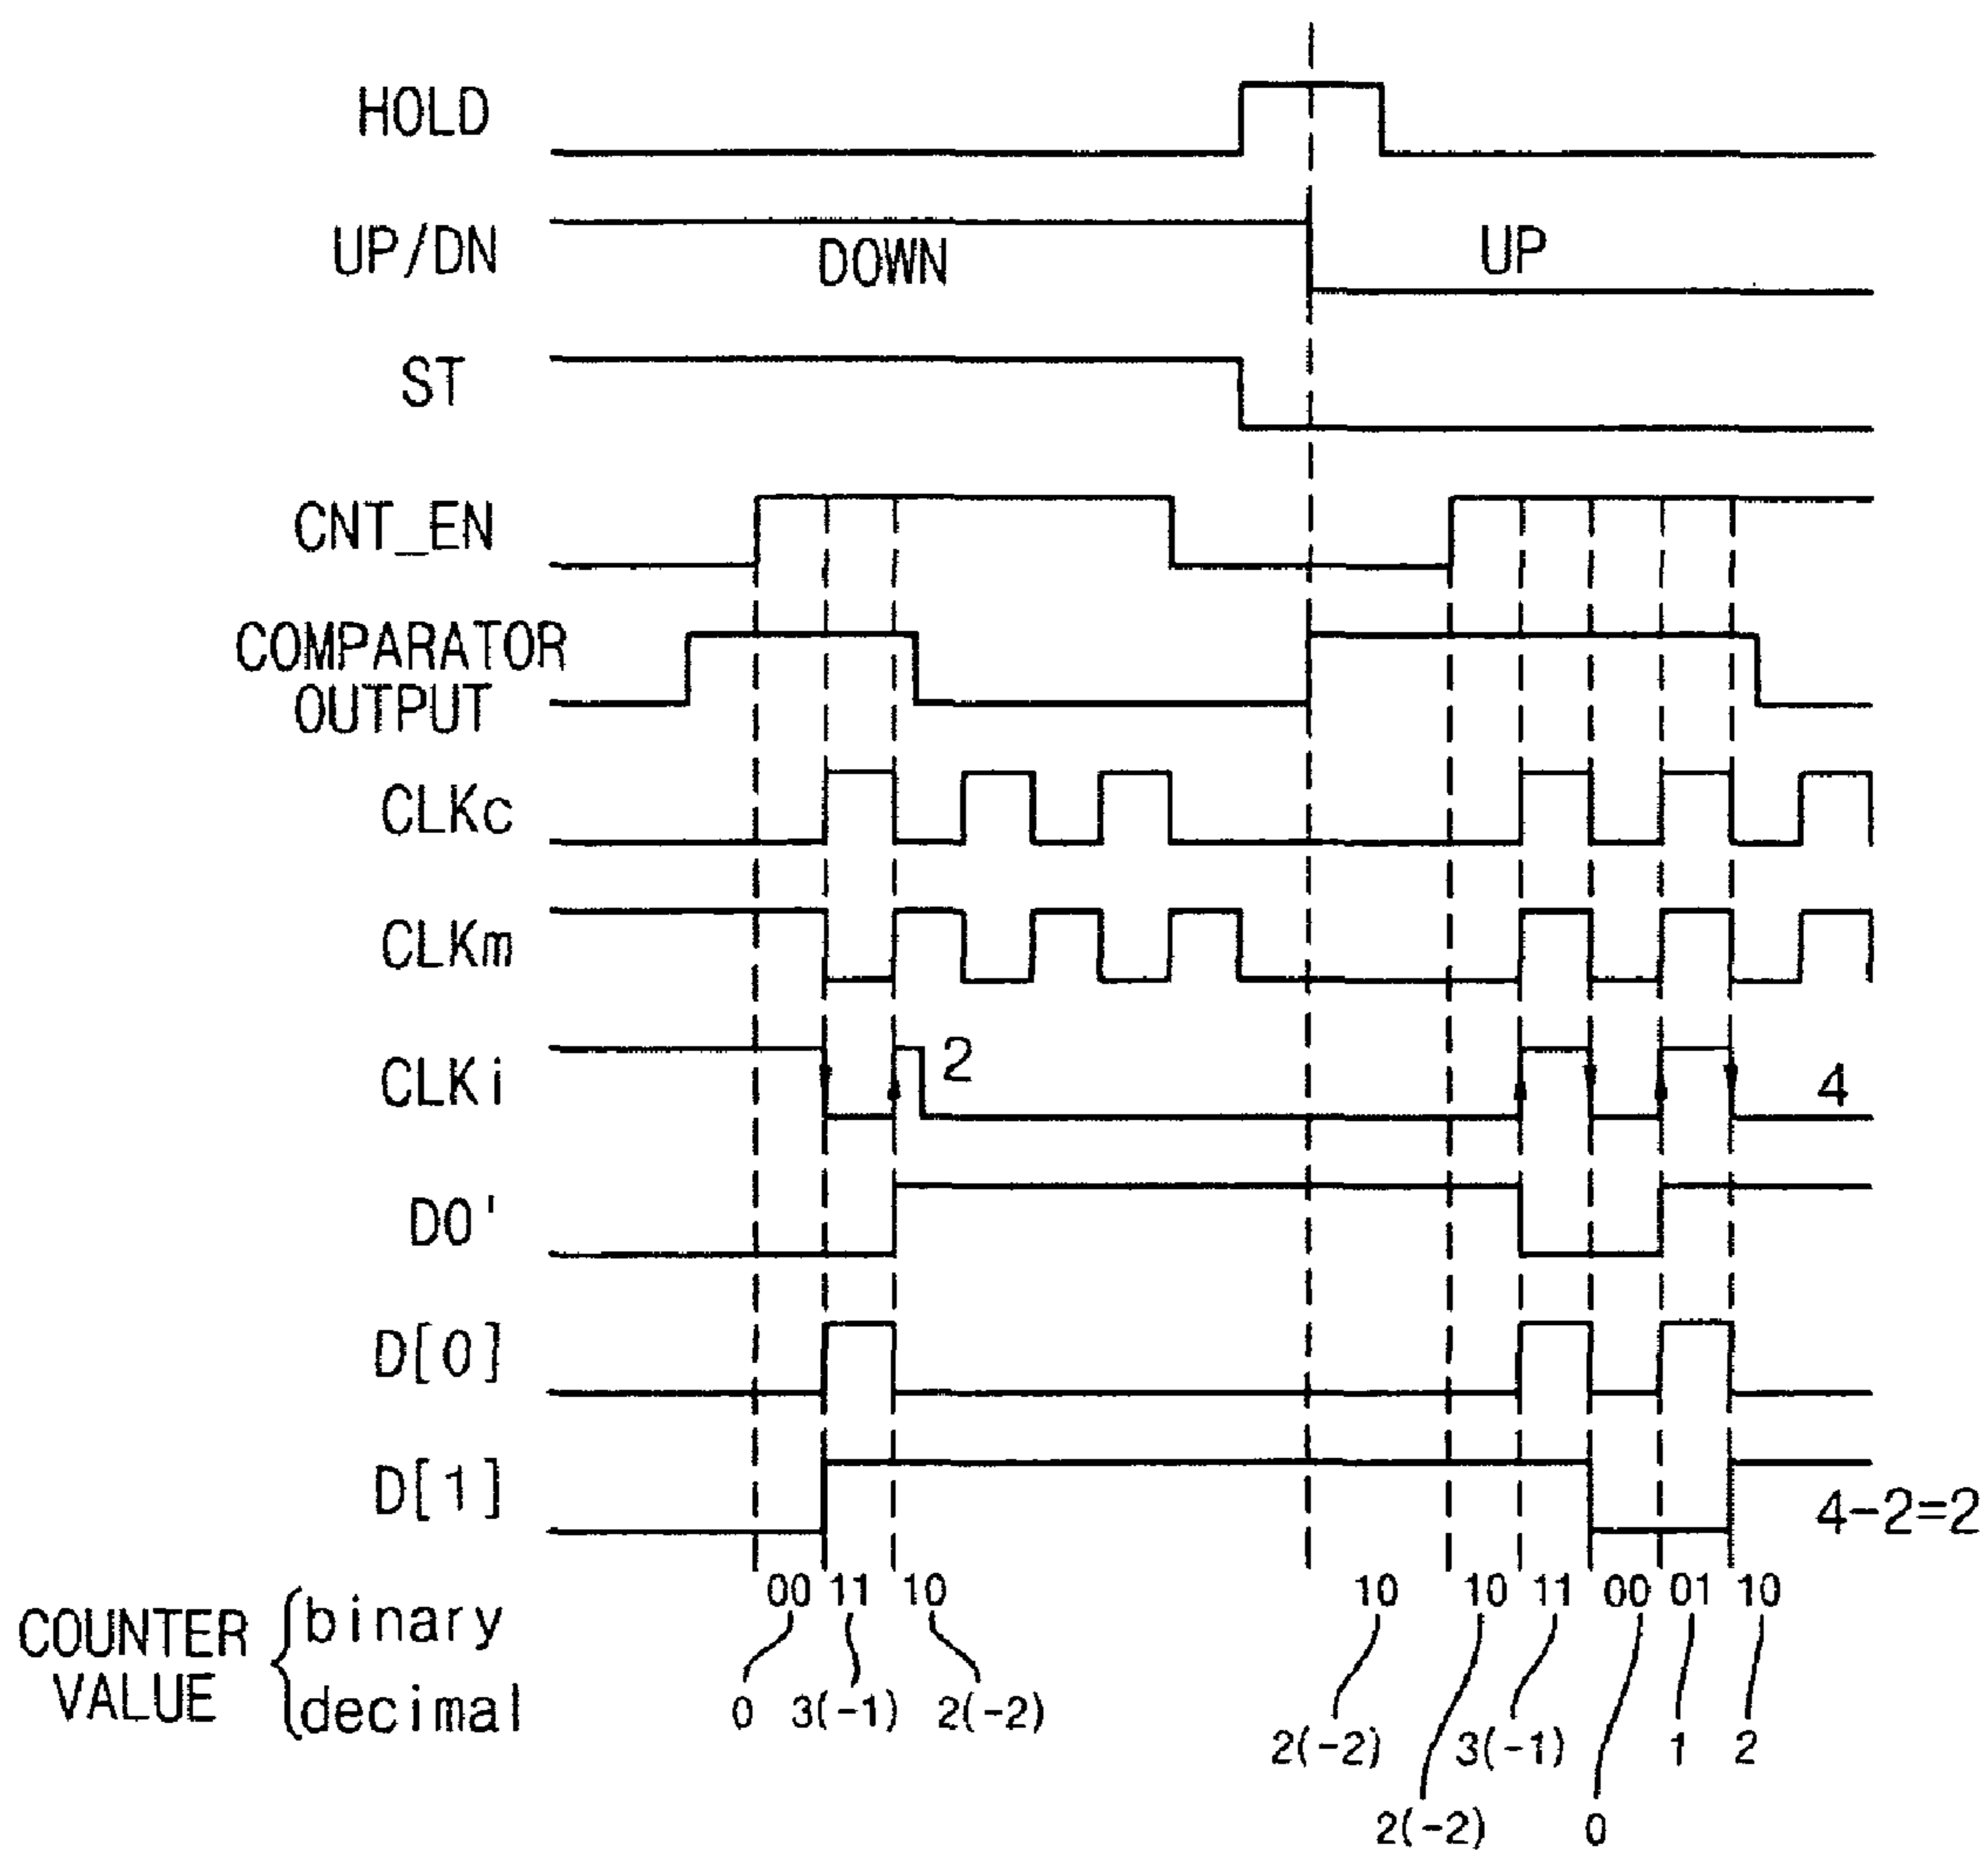 HOLD
UP/DN
DOWN
UP
ST
CNT_EN
COMPARATOR
OUTPUT
CLKc
CLKm
CLKi
2
4
D0'
D[0]
D[1]
4-2=2
COUNTER
VALUE
binary
00 11 10 10 10 11 00 01 10
decimal
0 3(-1) 2(-2) 2(-2) 3(-1) 1 2
2(-2) 0